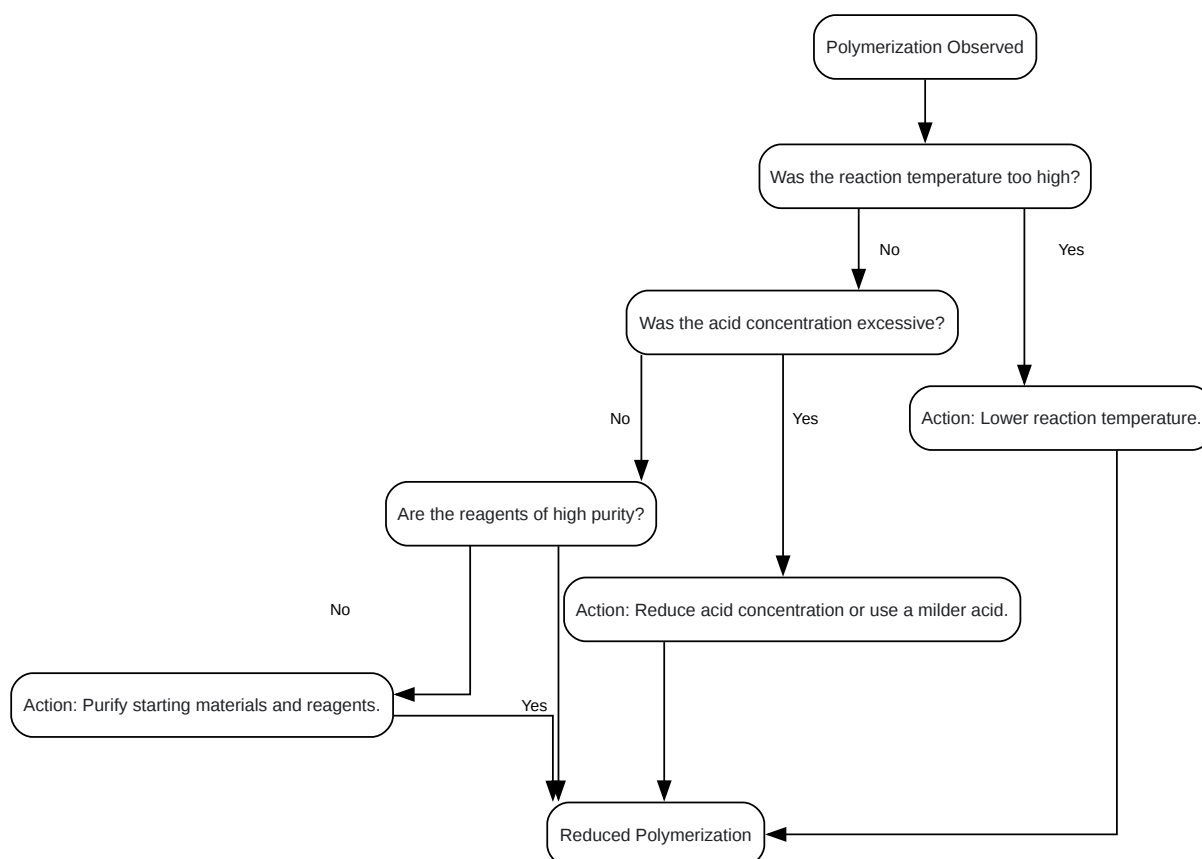 Polymerization Observed
Was the reaction temperature too high?
No
Yes
Was the acid concentration excessive?
No
Yes
Action: Lower reaction temperature.
Are the reagents of high purity?
No
Action: Reduce acid concentration or use a milder acid.
Action: Purify starting materials and reagents.
Yes
Reduced Polymerization